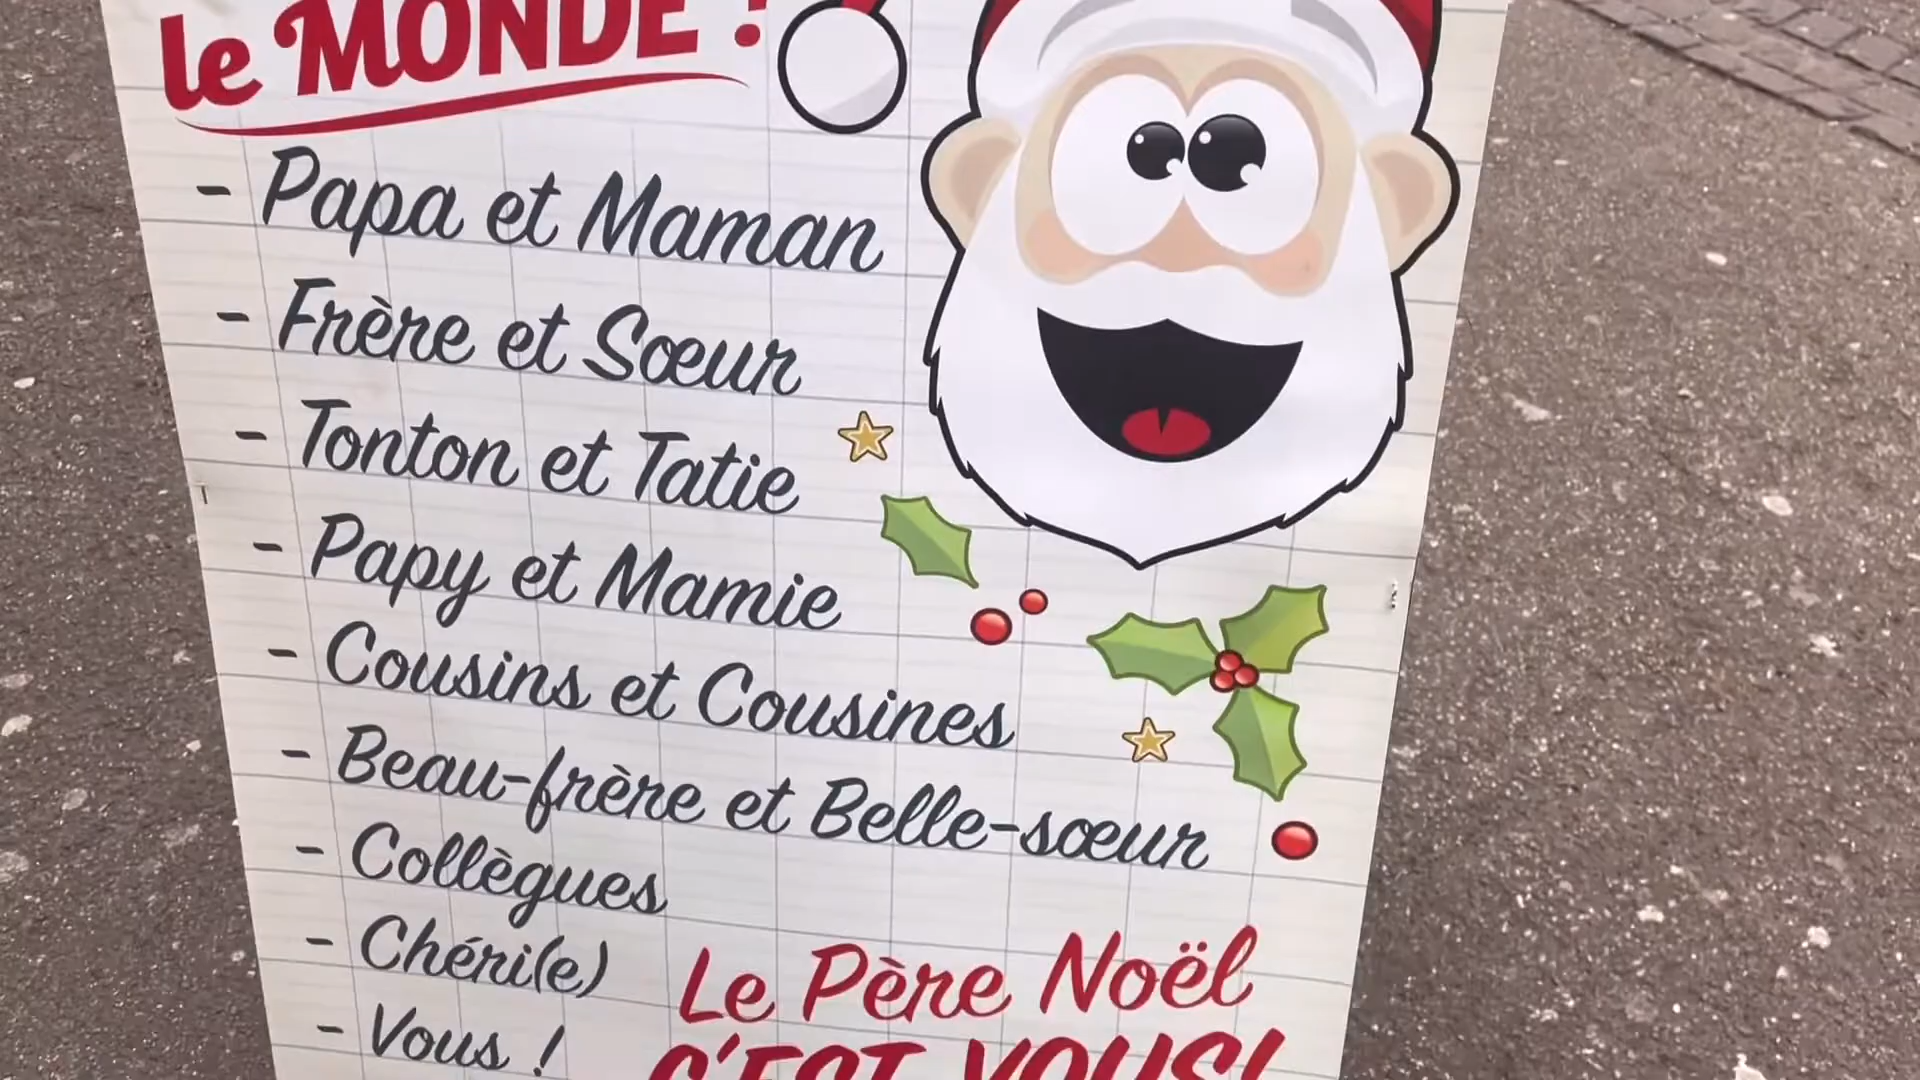 le MONDE !
- Papa et Maman
- Frère et Sœur
- Tonton et Tatie
- Papy et Mamie
- Cousins et Cousines
- Beau-frère et Belle-sœur
- Collègues
- Chéri(e)
- Vous !
Le Père Noël
C'EST VOUS!